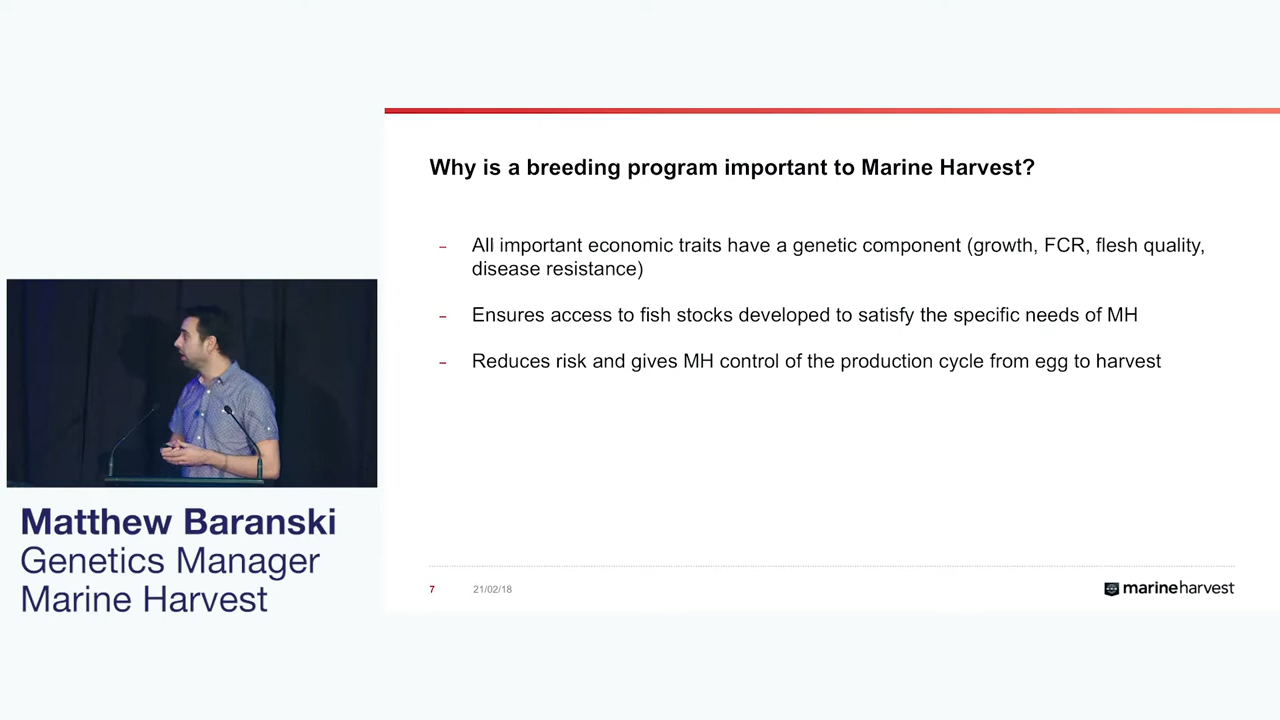 Why is a breeding program important to Marine Harvest?
– All important economic traits have a genetic component (growth, FCR, flesh quality,
disease resistance)
– Ensures access to fish stocks developed to satisfy the specific needs of MH
– Reduces risk and gives MH control of the production cycle from egg to harvest
Matthew Baranski
Genetics Manager
Marine Harvest
7
21/02/18
marineharvest